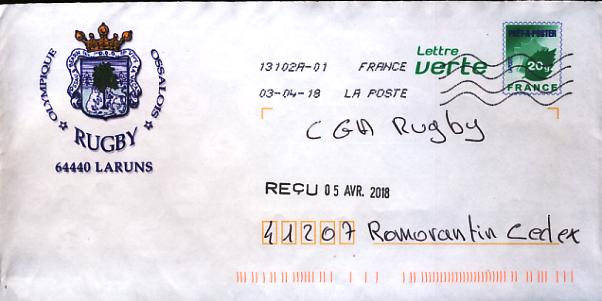 OLYMPIQUE OSSALOIS
RUGBY
64440 LARUNS
Lettre
verte
PRÊT-A-POSTER
20gr
FRANCE
13102A-01 FRANCE
03-04-18 LA POSTE
CGA Rugby
REÇU 05 AVR. 2018
41207 Romorantin Cedex